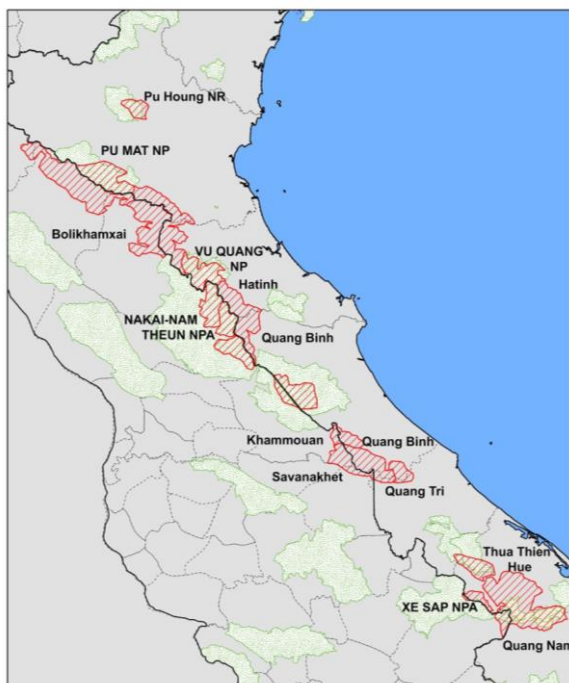 Pu Houng NR
PU MAT NP
Bolikhamxai
VU QUANG
NP
Hatinh
NAKAI-NAM
THEUN NPA
Quang Binh
Khammouan
Quang Binh
Savanakhet
Quang Tri
Thua Thien
Hue
XE SAP NPA
Quang Nam